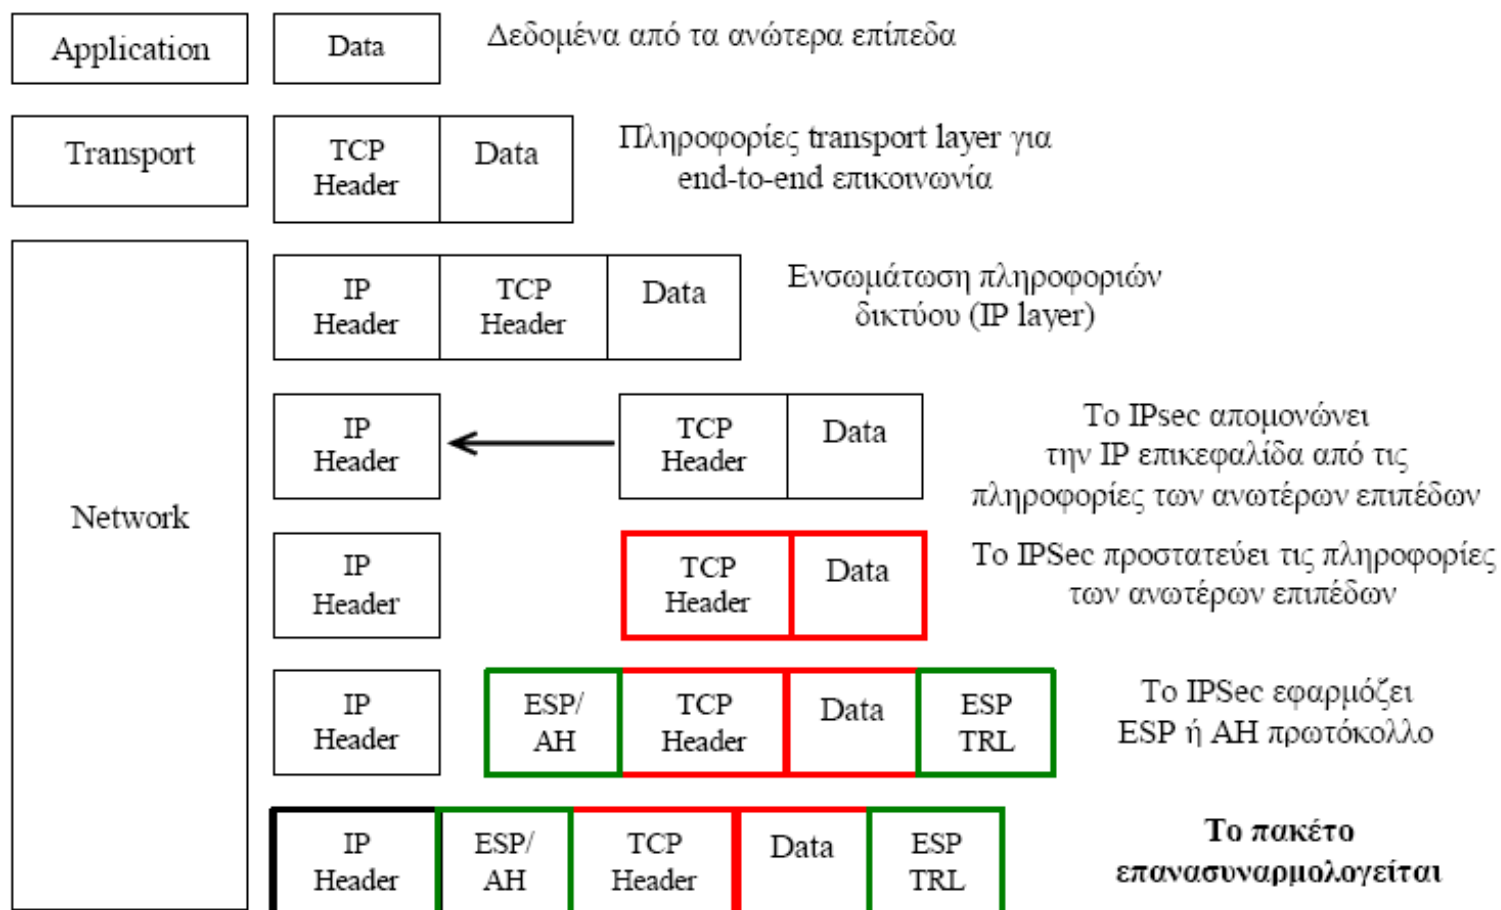 Application
Data
Δεδομένα από τα ανώτερα επίπεδα
Transport
TCP
Header
Data
Πληροφορίες transport layer για
end-to-end επικοινωνία
Network
IP
Header
TCP
Header
Data
Ενσωμάτωση πληροφοριών
δικτύου (IP layer)
IP
Header
TCP
Header
Data
Το IPsec απομονώνει
την IP επικεφαλίδα από τις
πληροφορίες των ανωτέρων επιπέδων
IP
Header
TCP
Header
Data
Το IPSec προστατεύει τις πληροφορίες
των ανωτέρων επιπέδων
IP
Header
ESP/
AH
TCP
Header
Data
ESP
TRL
Το IPSec εφαρμόζει
ESP ή AH πρωτόκολλο
IP
Header
ESP/
AH
TCP
Header
Data
ESP
TRL
Το πακέτο
επανασυναρμολογείται